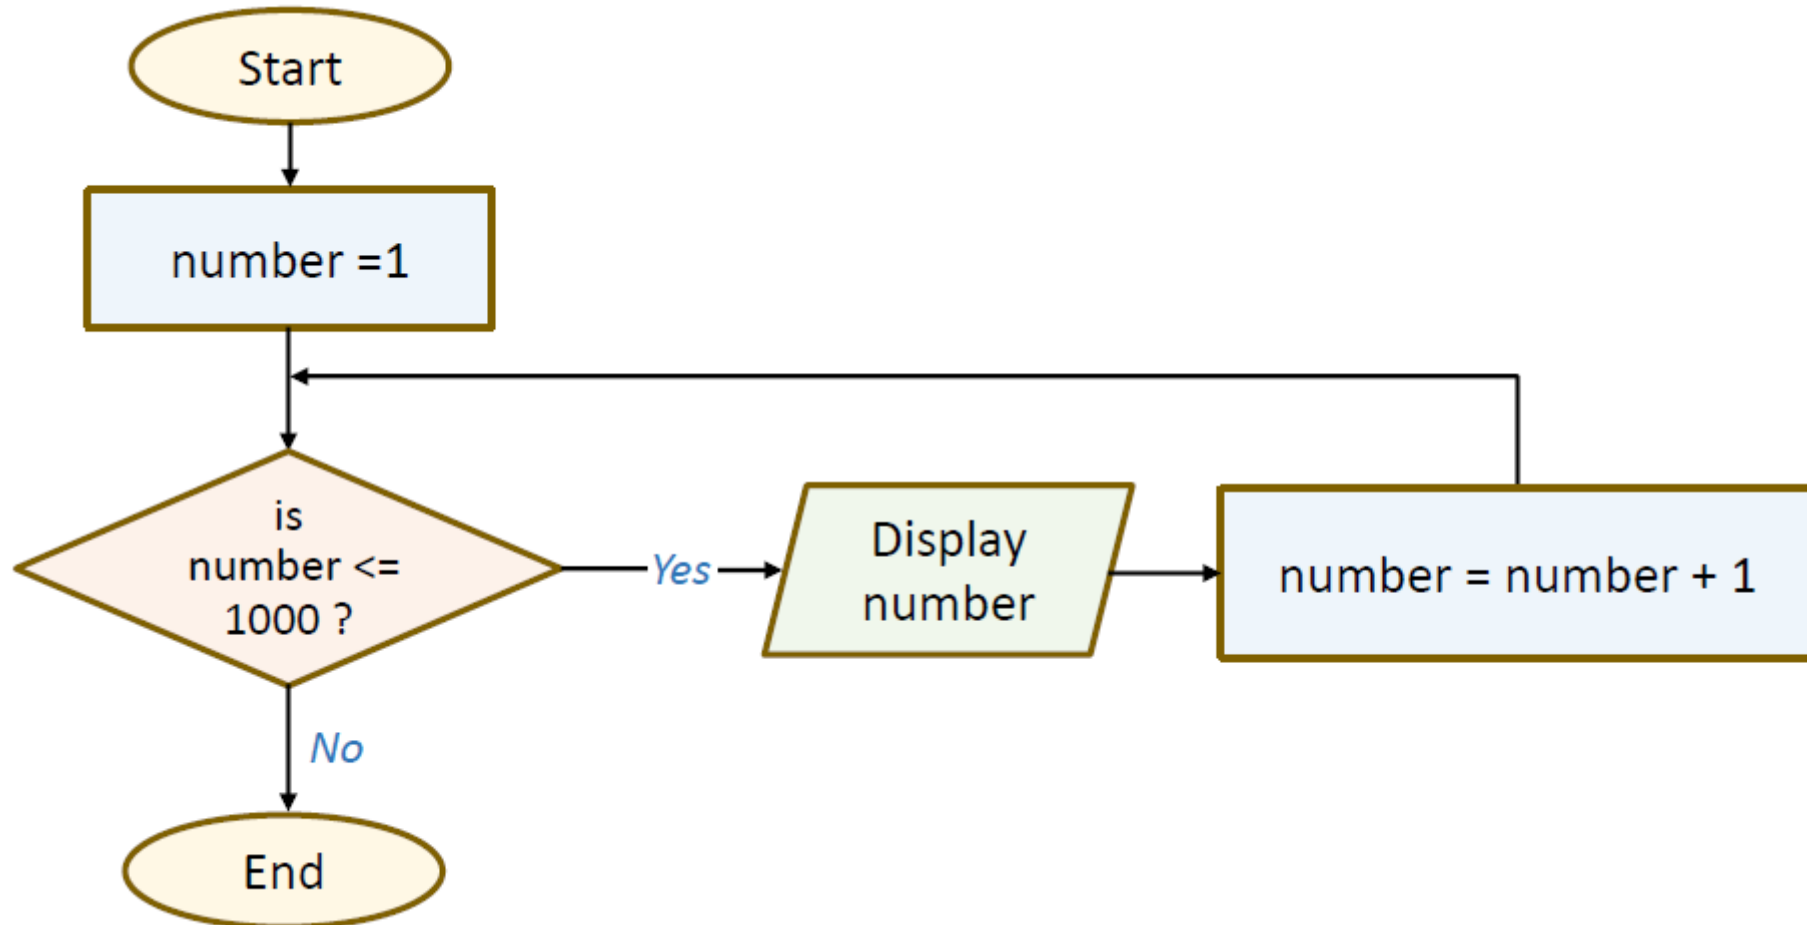 Start
number =1
is
number <=
1000 ?
Yes
Display
number
number = number + 1
No
End